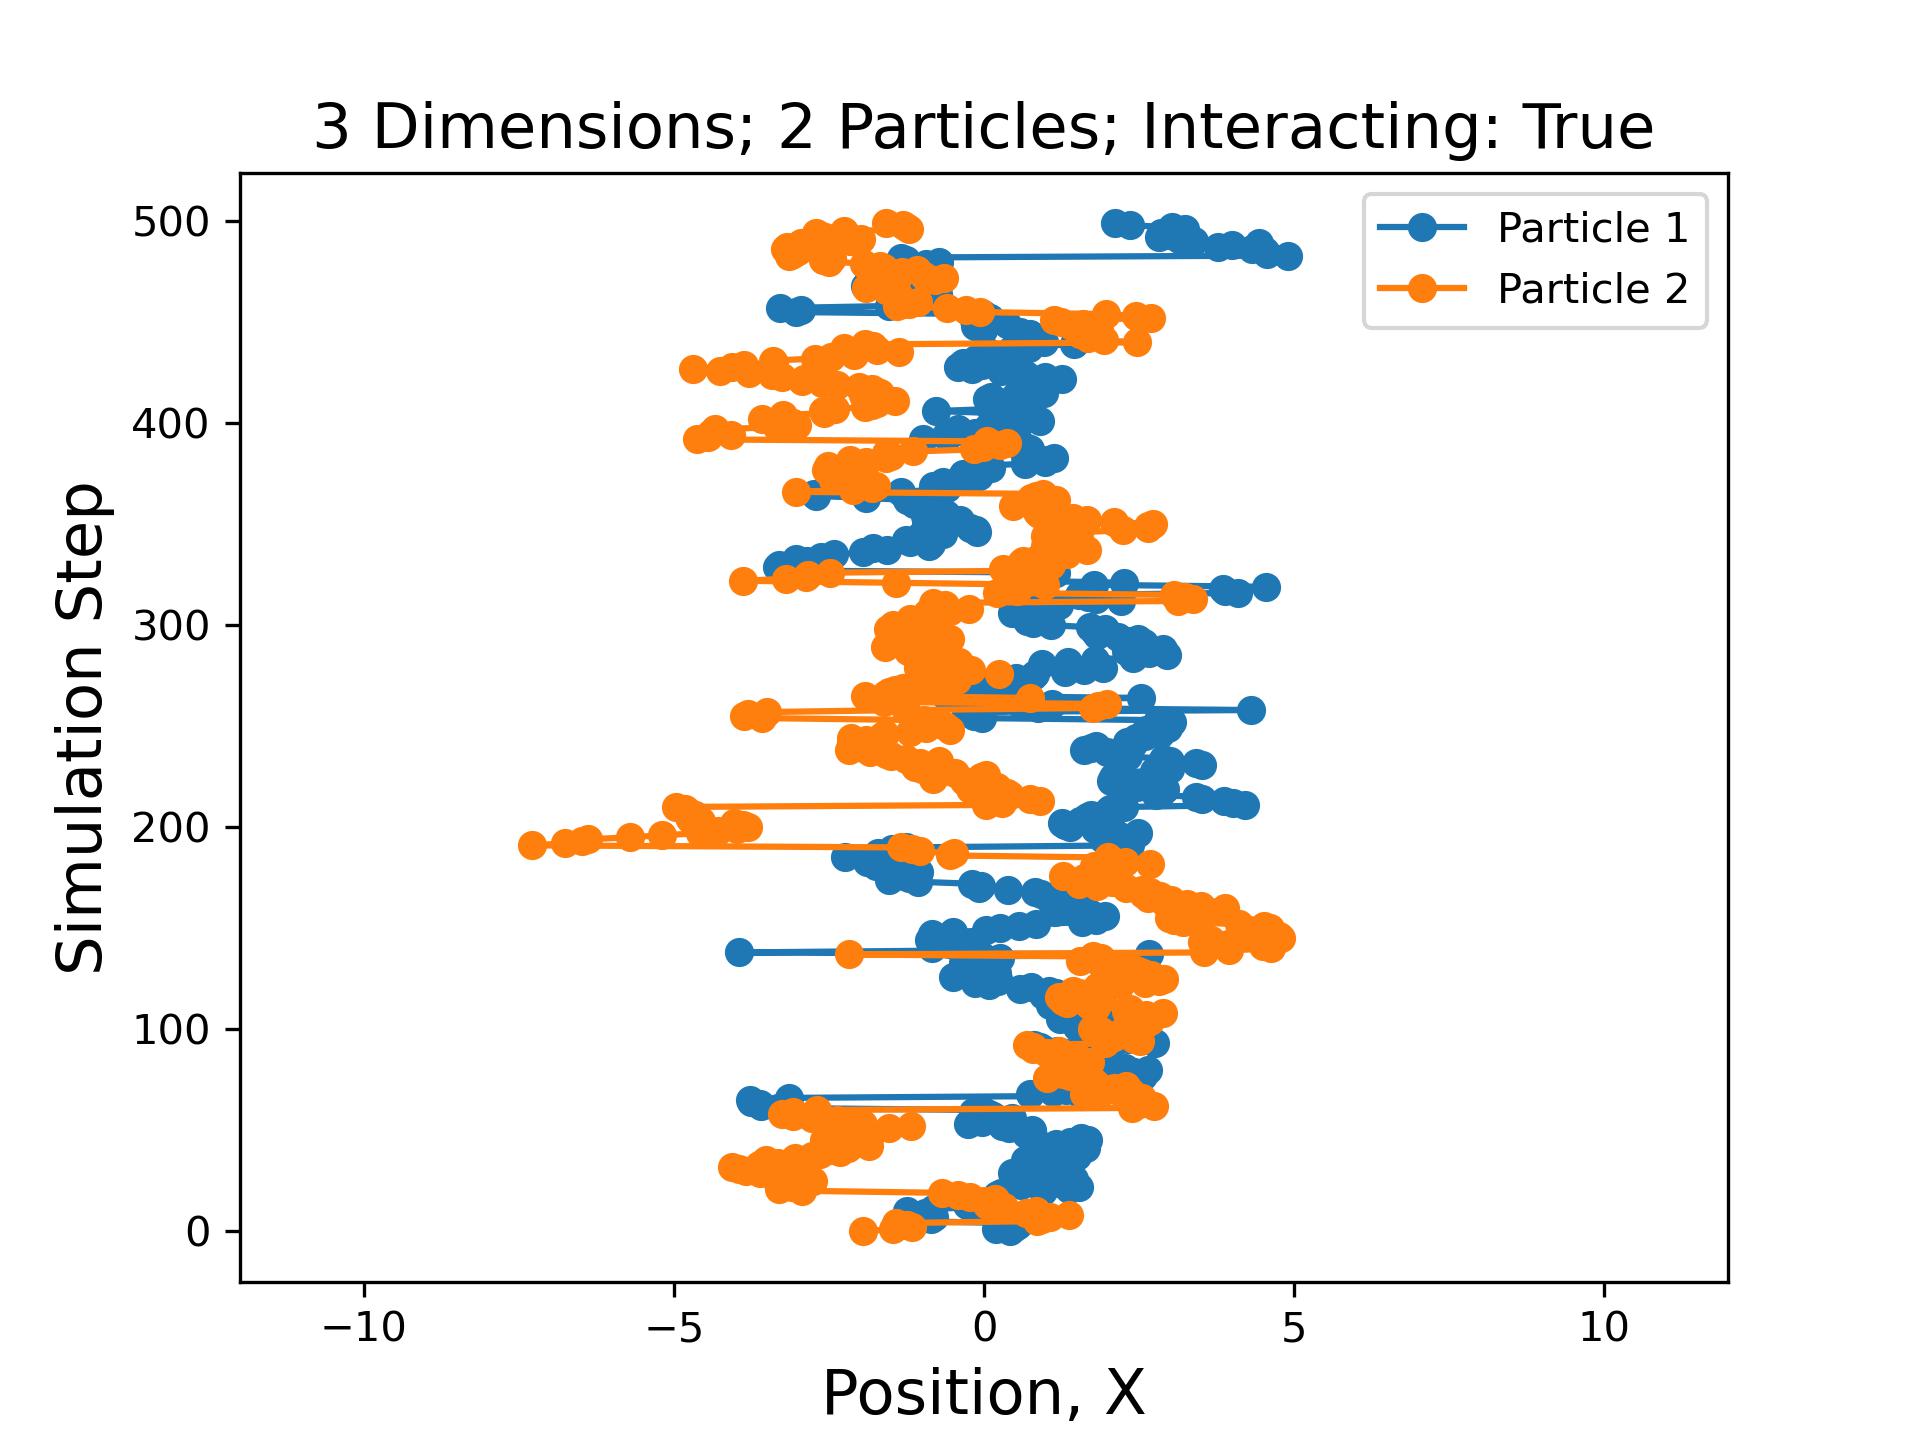 3 Dimensions; 2 Particles; Interacting: True
Particle 1
Particle 2
500
400
300
200
100
0
Simulation Step
−10
−5
0
5
10
Position, X